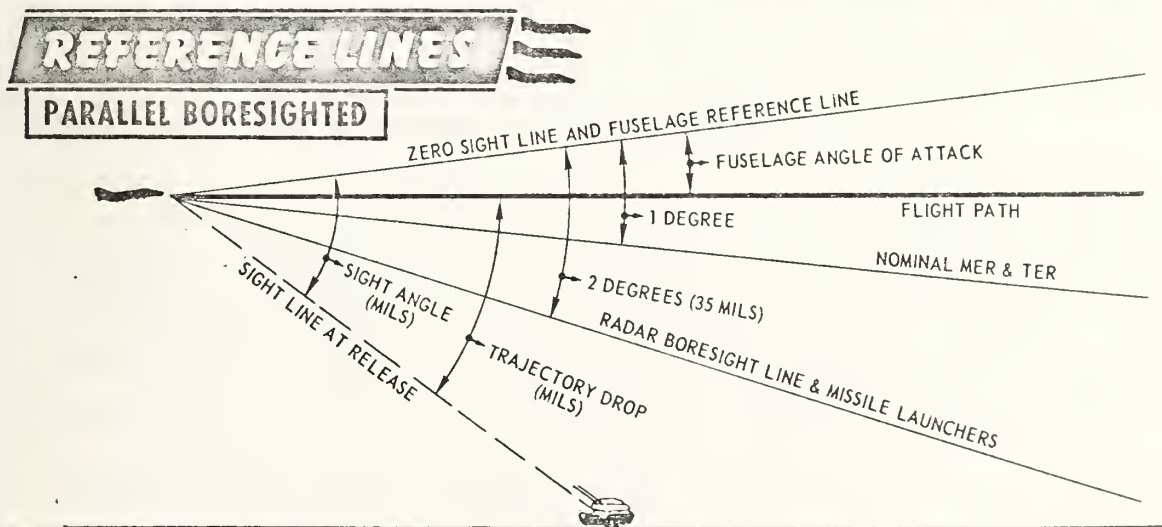 REFERENCE LINES
PARALLEL BORESIGHTED
ZERO SIGHT LINE AND FUSELAGE REFERENCE LINE
FUSELAGE ANGLE OF ATTACK
FLIGHT PATH
1 DEGREE
NOMINAL MER & TER
SIGHT ANGLE
(MILS)
2 DEGREES (35 MILS)
SIGHT LINE AT RELEASE
RADAR BORESIGHT LINE & MISSILE LAUNCHERS
TRAJECTORY DROP
(MILS)